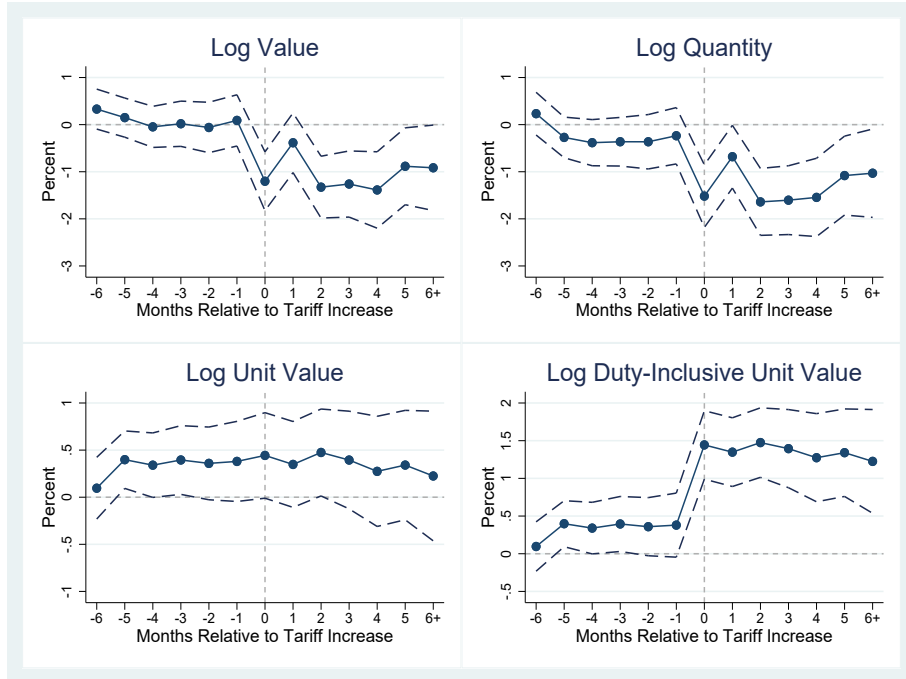 Log Value
Percent
1
0
-1
-2
-3
-6 -5 -4 -3 -2 -1 0 1 2 3 4 5 6+
Months Relative to Tariff Increase
Log Quantity
Percent
1
0
-1
-2
-3
-6 -5 -4 -3 -2 -1 0 1 2 3 4 5 6+
Months Relative to Tariff Increase
Log Unit Value
Percent
1
.5
0
-.5
-1
-6 -5 -4 -3 -2 -1 0 1 2 3 4 5 6+
Months Relative to Tariff Increase
Log Duty-Inclusive Unit Value
Percent
2
1.5
1
.5
0
-.5
-6 -5 -4 -3 -2 -1 0 1 2 3 4 5 6+
Months Relative to Tariff Increase